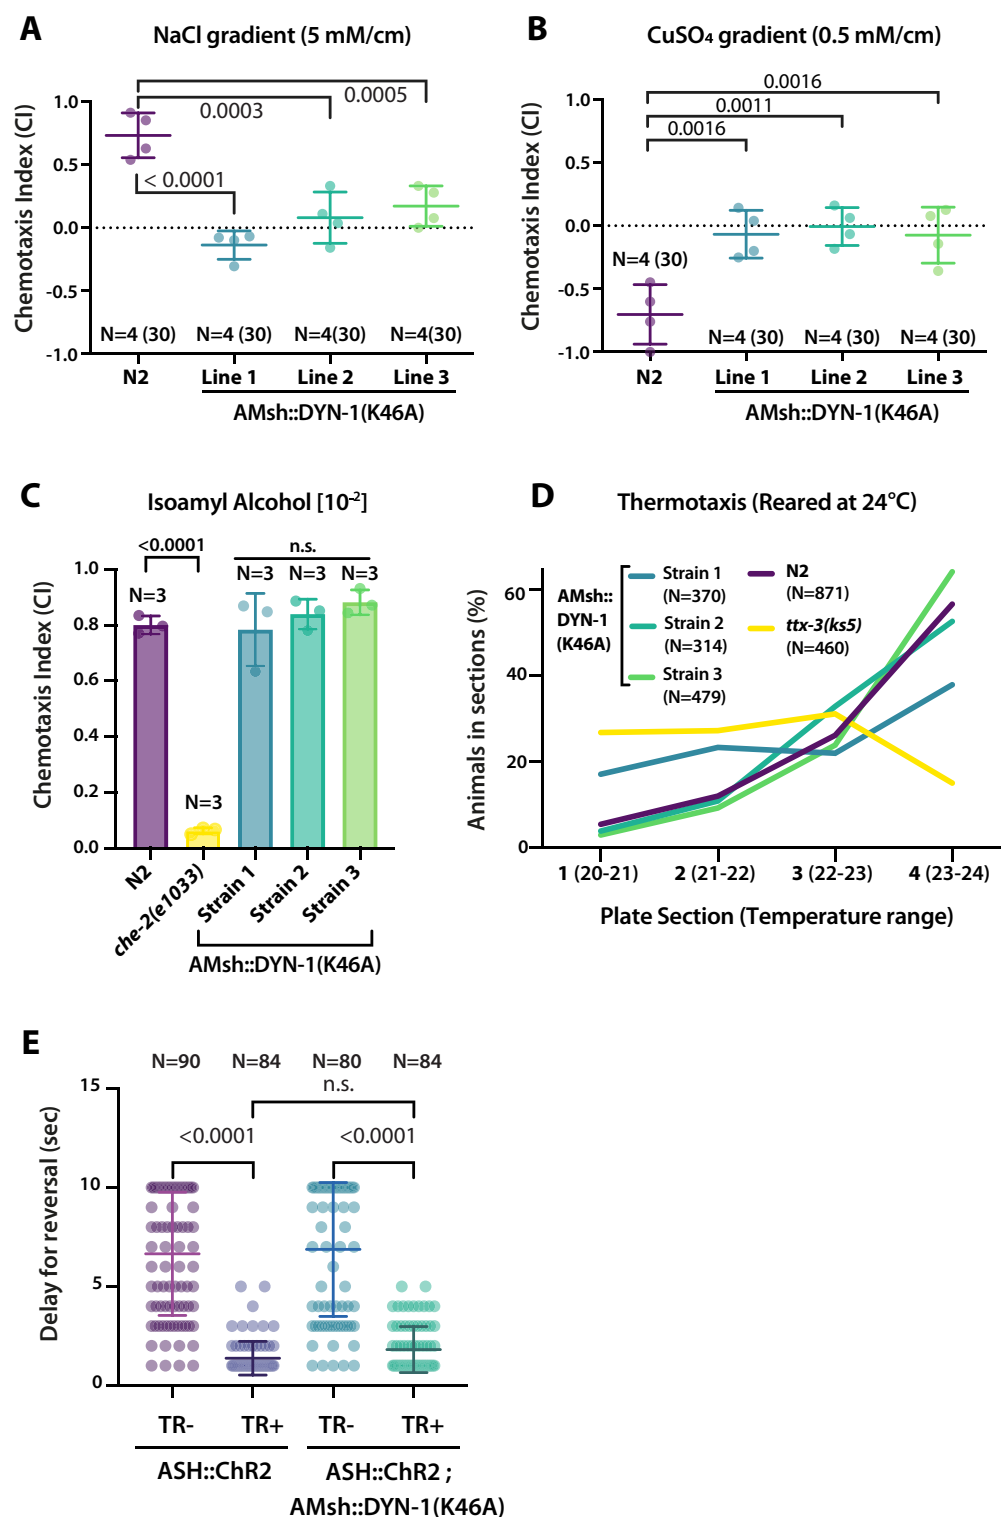 A
NaCl gradient (5 mM/cm)
Chemotaxis Index (CI)
1.0
0.5
0.0
-0.5
-1.0
0.0005
0.0003
< 0.0001
N=4 (30)
N=4 (30)
N=4(30)
N=4(30)
N2
Line 1
Line 2
Line 3
AMsh::DYN-1(K46A)
B
CuSO4 gradient (0.5 mM/cm)
Chemotaxis Index (CI)
1.0
0.5
0.0
-0.5
-1.0
0.0016
0.0011
0.0016
N=4 (30)
N=4 (30)
N=4 (30)
N=4 (30)
N2
Line 1
Line 2
Line 3
AMsh::DYN-1(K46A)
C
Isoamyl Alcohol [10-2]
Chemotaxis Index (CI)
1.0
0.8
0.6
0.4
0.2
0.0
<0.0001
n.s.
N=3
N=3
N=3
N=3
N=3
N2
che-2(e1033)
Strain 1
Strain 2
Strain 3
AMsh::DYN-1(K46A)
D
Thermotaxis (Reared at 24°C)
Animals in sections (%)
60
40
20
0
AMsh::
DYN-1
(K46A)
Strain 1
(N=370)
Strain 2
(N=314)
Strain 3
(N=479)
N2
(N=871)
ttx-3(ks5)
(N=460)
1 (20-21)
2 (21-22)
3 (22-23)
4 (23-24)
Plate Section (Temperature range)
E
Delay for reversal (sec)
15
10
5
0
N=90
N=84
N=80
N=84
n.s.
<0.0001
<0.0001
TR-
TR+
TR-
TR+
ASH::ChR2
ASH::ChR2 ;
AMsh::DYN-1(K46A)